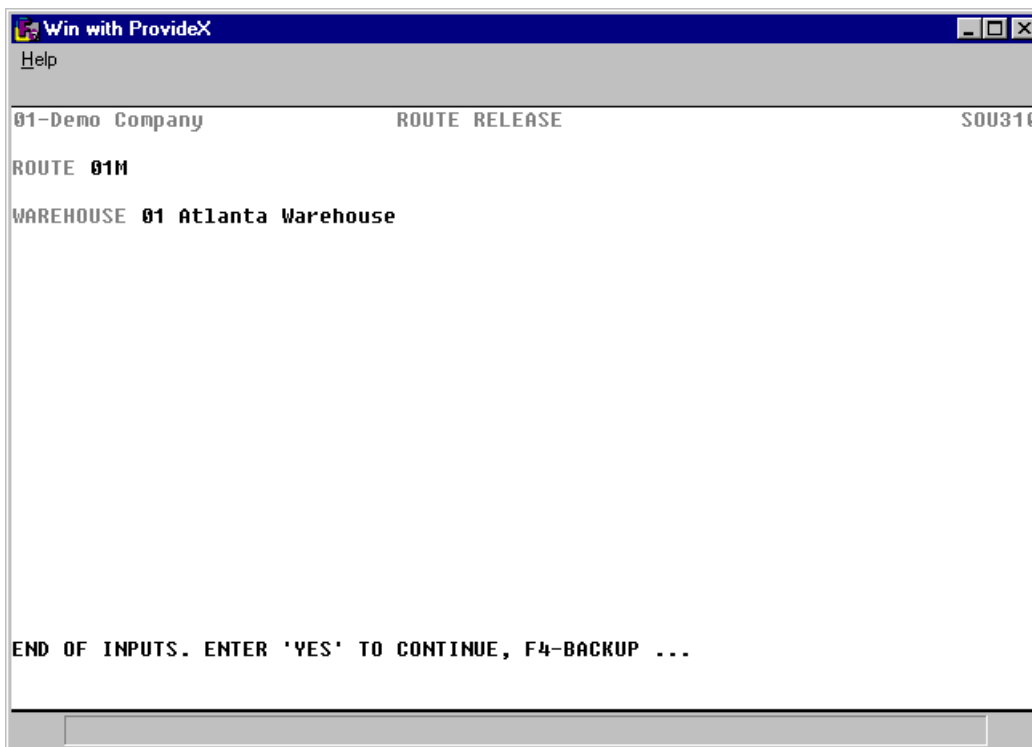 Win with ProvideX
Help
01-Demo Company ROUTE RELEASE SOU310
ROUTE 01M
WAREHOUSE 01 Atlanta Warehouse
END OF INPUTS. ENTER 'YES' TO CONTINUE, F4-BACKUP ...